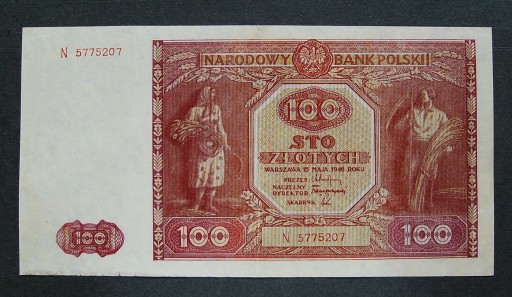 N 5775207
NARODOWY BANK POLSKI
100
STO
ZŁOTYCH
WARSZAWA 15 MAJA 1946 ROKU
PREZES
NACZELNY
DYREKTOR
SKARBNIK
100
100
N 5775207
100